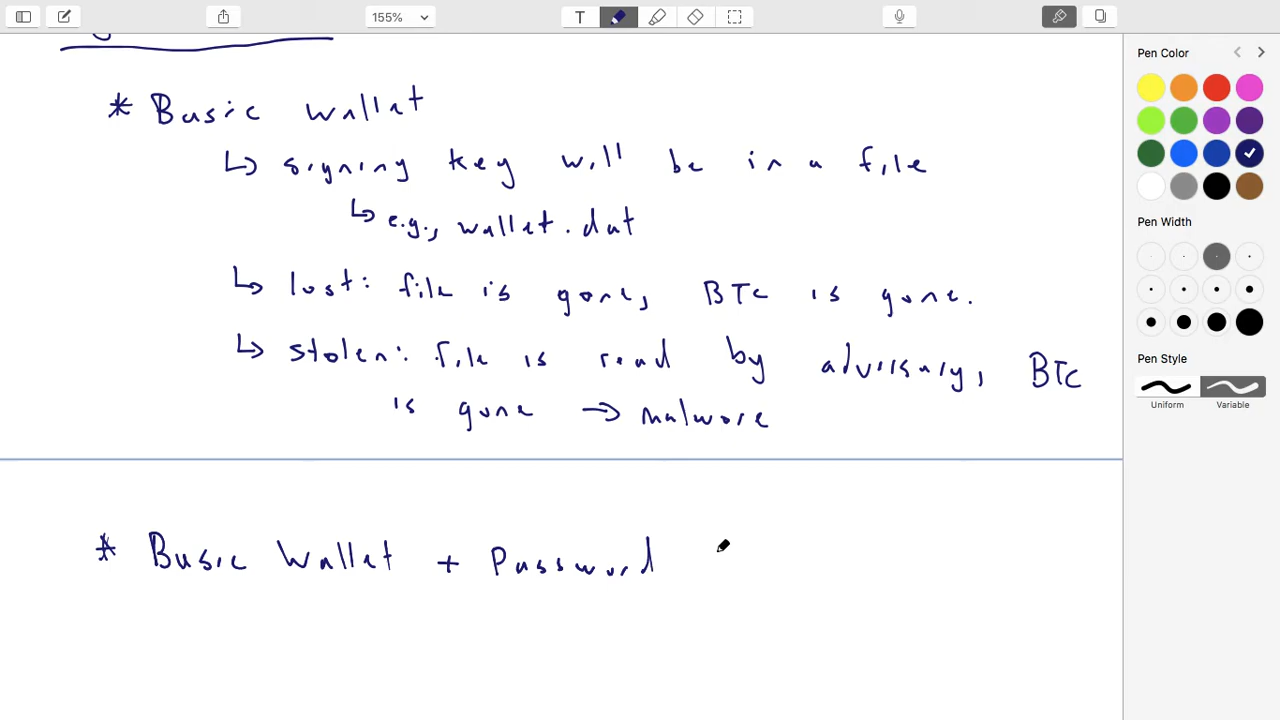 155%
T
Pen Color
* Basic Wallet
↳ signing key will be in a file
↳ e.g., wallet.dat
↳ lost: file is gone, BTC is gone.
↳ stolen: file is read by adversary, BTC
is gone → malware
* Basic Wallet + Password
Pen Width
Pen Style
Uniform
Variable